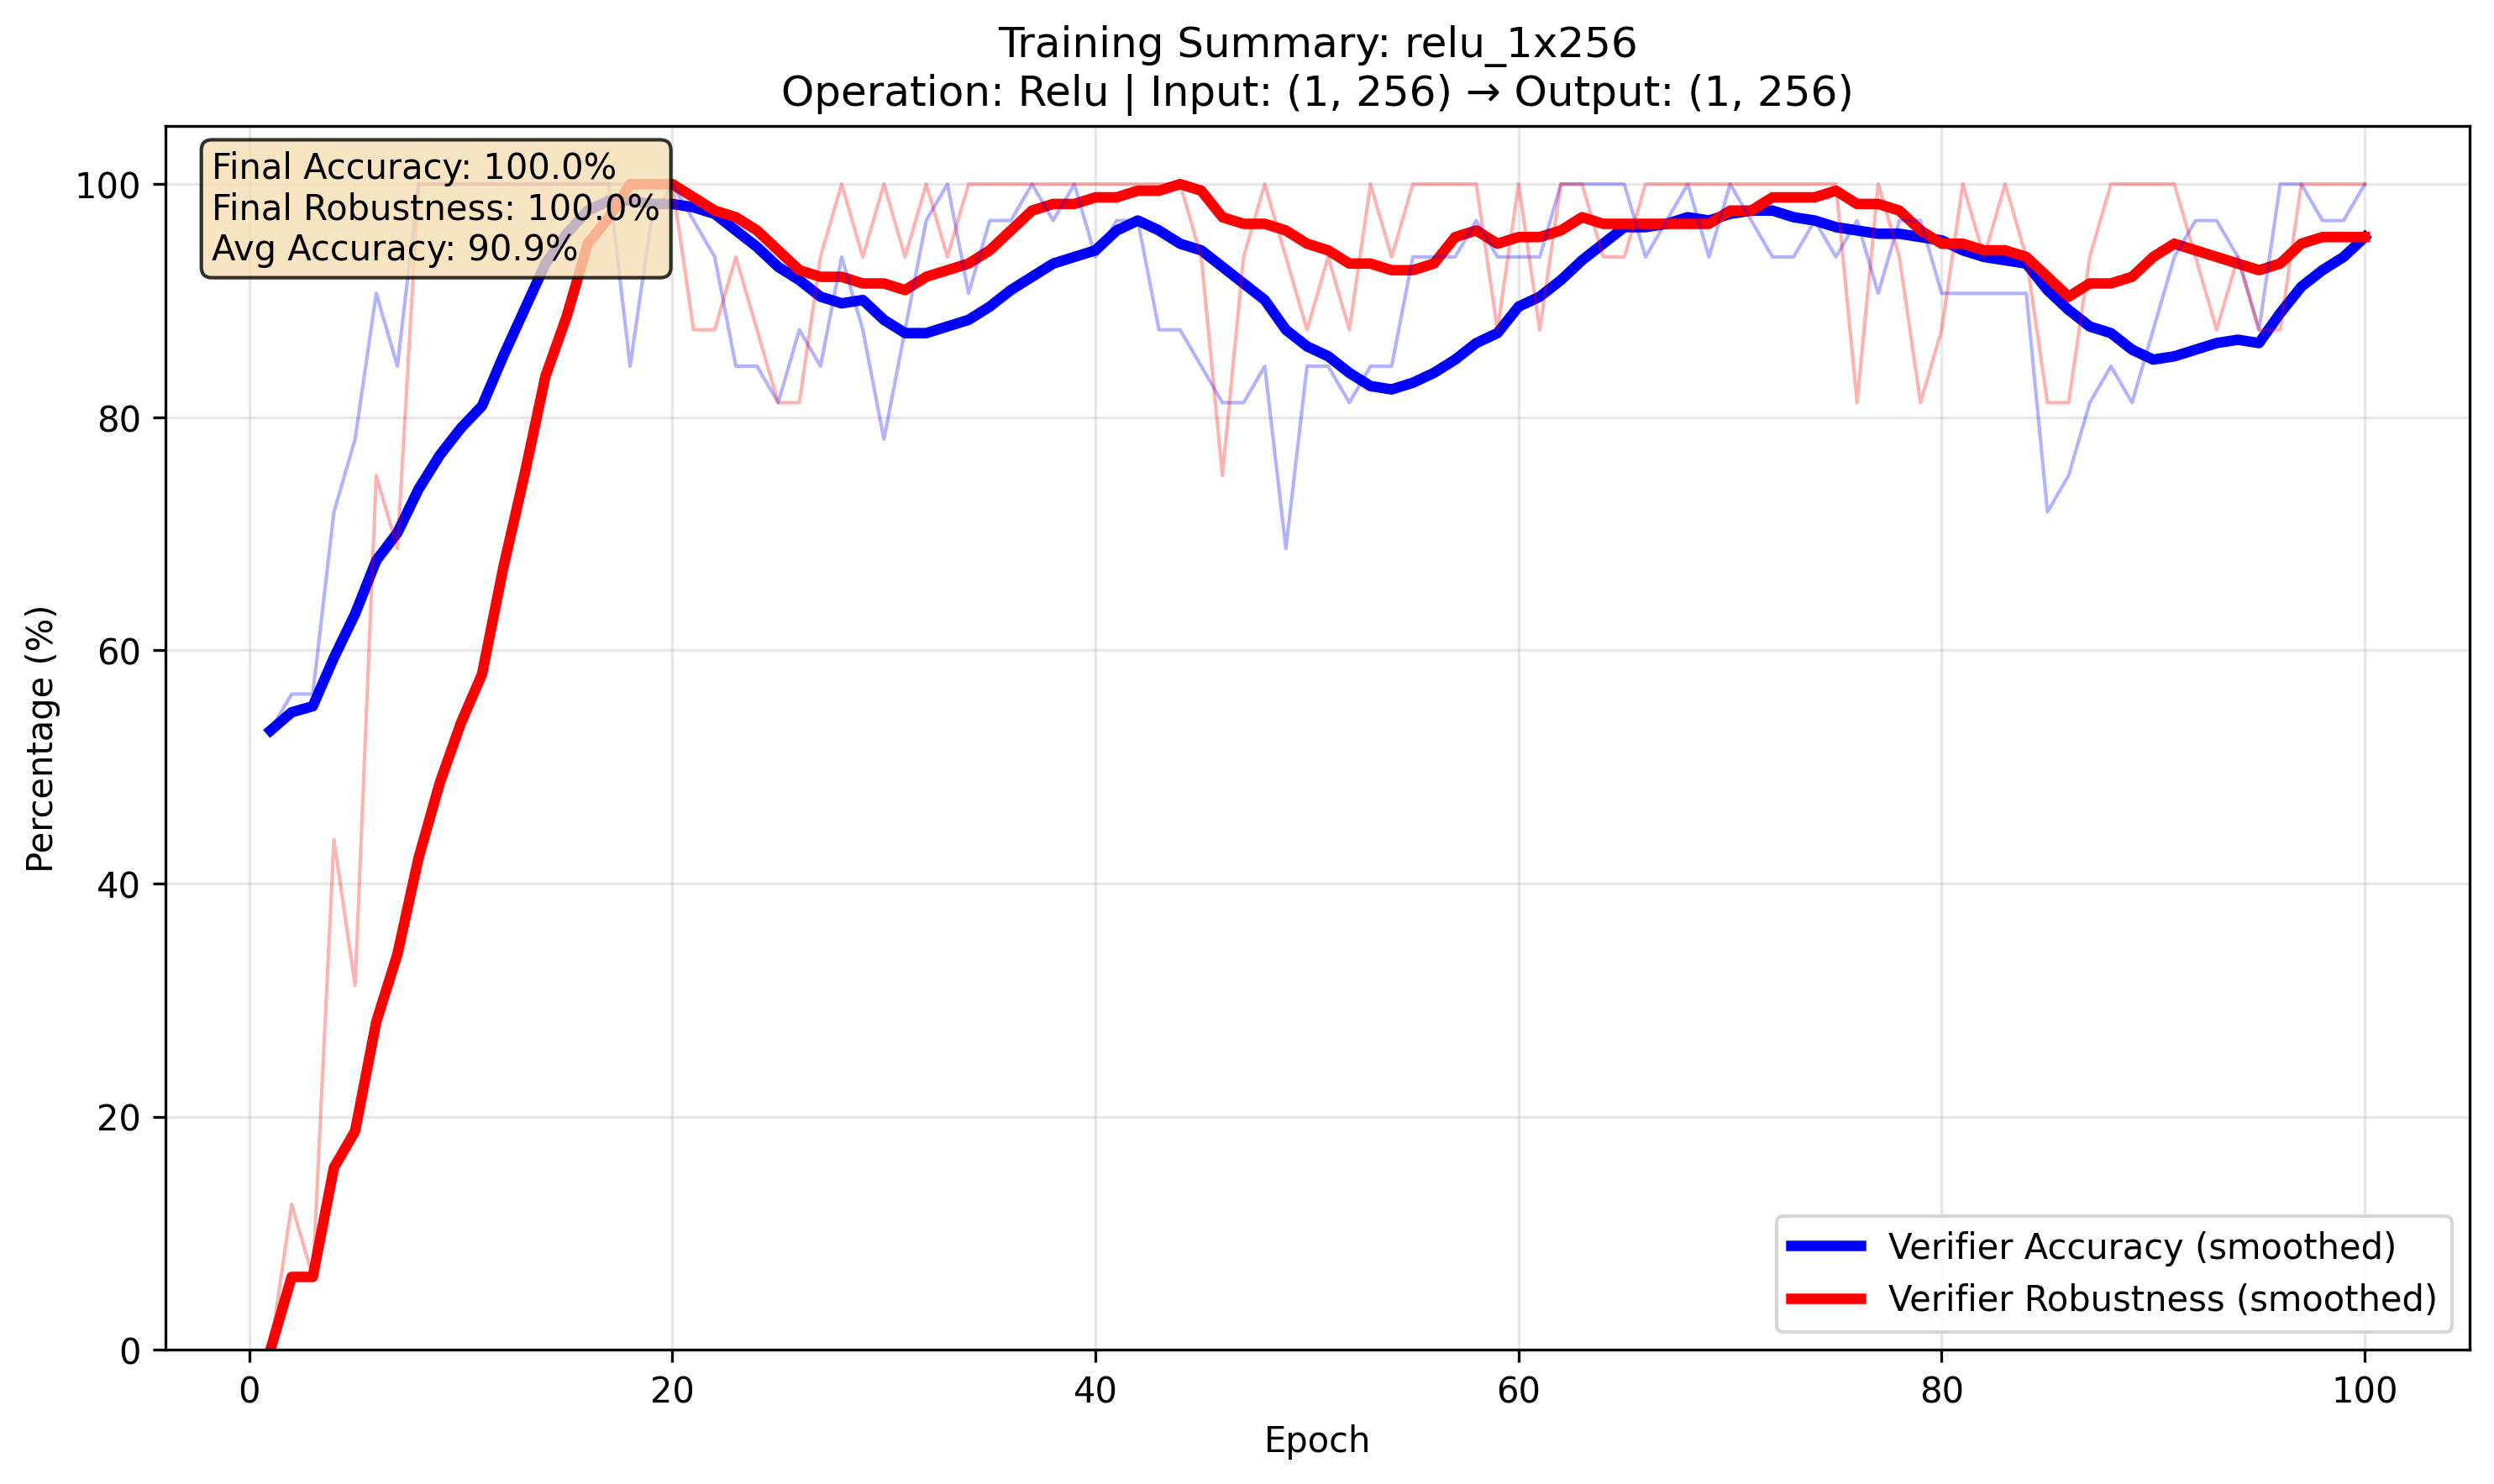 Training Summary: relu_1x256
Operation: Relu | Input: (1, 256) → Output: (1, 256)
Final Accuracy: 100.0%
Final Robustness: 100.0%
Avg Accuracy: 90.9%
100
80
60
40
20
0
Percentage (%)
Verifier Accuracy (smoothed)
Verifier Robustness (smoothed)
0 20 40 60 80 100
Epoch